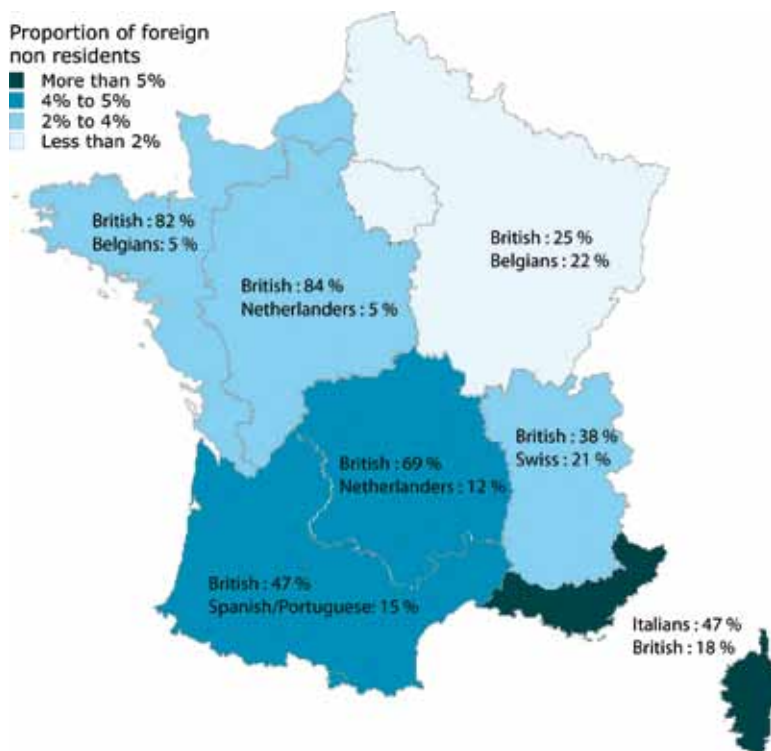 Proportion of foreign
non residents
More than 5%
4% to 5%
2% to 4%
Less than 2%
British : 82 %
Belgians: 5 %
British : 25 %
Belgians : 22 %
British : 84 %
Netherlanders : 5 %
British : 38 %
Swiss : 21 %
British : 69 %
Netherlanders : 12 %
British : 47 %
Spanish/Portuguese: 15 %
Italians : 47 %
British : 18 %